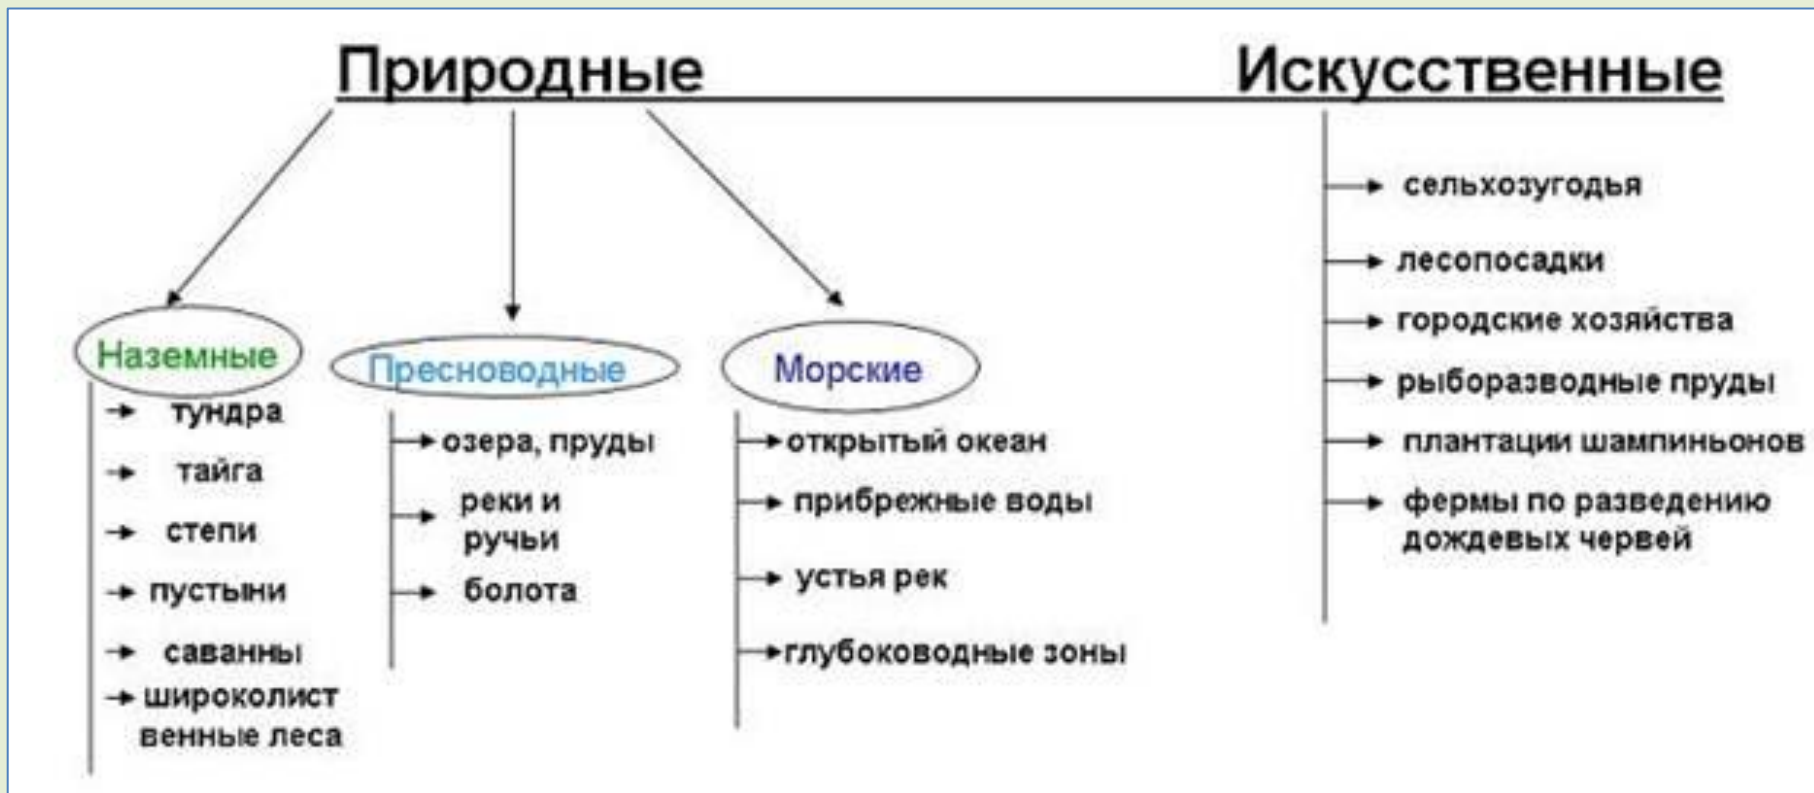 Природные
Искусственные
Наземные
тундра
тайга
степи
пустыни
саванны
широколист
венные леса
Пресноводные
озера, пруды
реки и
ручьи
болота
Морские
открытый океан
прибрежные воды
устья рек
глубоководные зоны
сельхозугодья
лесопосадки
городские хозяйства
рыборазводные пруды
плантации шампиньонов
фермы по разведению
дождевых червей